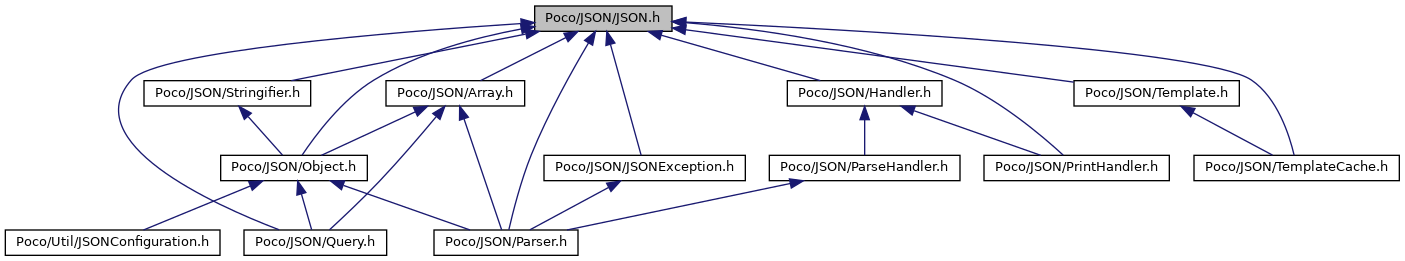 Poco/JSON/JSON.h
Poco/JSON/Stringifier.h
Poco/JSON/Array.h
Poco/JSON/Handler.h
Poco/JSON/Template.h
Poco/JSON/Object.h
Poco/JSON/JSONException.h
Poco/JSON/ParseHandler.h
Poco/JSON/PrintHandler.h
Poco/JSON/TemplateCache.h
Poco/Util/JSONConfiguration.h
Poco/JSON/Query.h
Poco/JSON/Parser.h